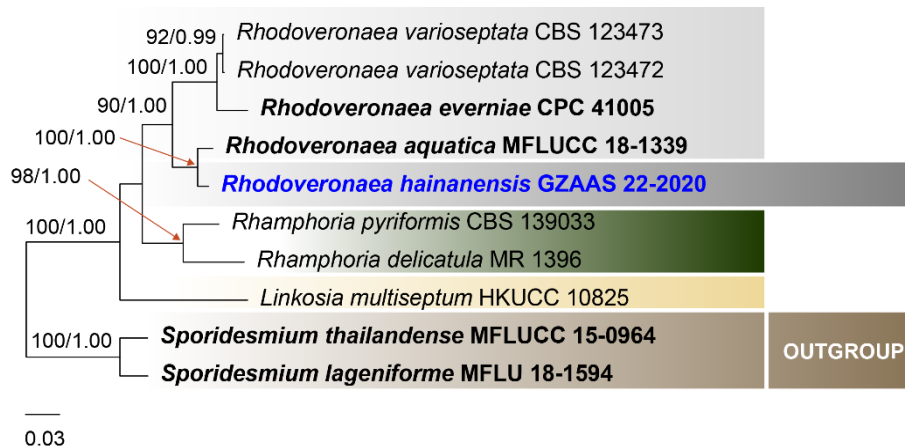 92/0.99
Rhodoveronaea varioseptata CBS 123473
100/1.00
Rhodoveronaea varioseptata CBS 123472
90/1.00
Rhodoveronaea everniae CPC 41005
100/1.00
Rhodoveronaea aquatica MFLUCC 18-1339
98/1.00
Rhodoveronaea hainanensis GZAAS 22-2020
100/1.00
Rhamphoria pyriformis CBS 139033
Rhamphoria delicatula MR 1396
Linkosia multiseptum HKUCC 10825
100/1.00
Sporidesmium thailandense MFLUCC 15-0964
OUTGROUP
Sporidesmium lageniforme MFLU 18-1594
0.03